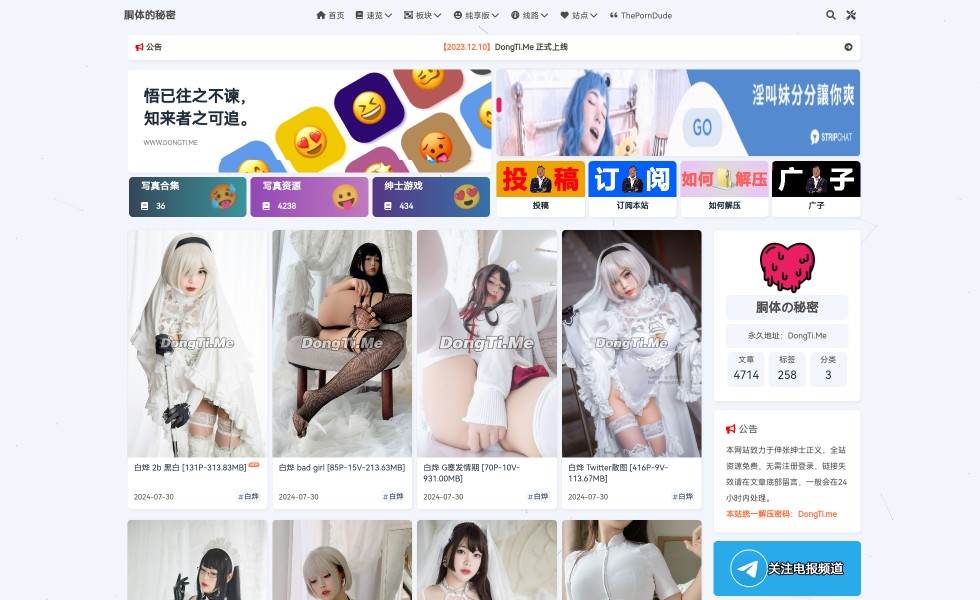 胴体的秘密
首页 速览 板块 纯享版 线路 站点 ThePornDude
公告
【2023.12.10】DongTi.Me 正式上线
悟已往之不谏，
知来者之可追。
WWW.DONGTI.ME
淫叫妹分分讓你爽
GO
STRIPCHAT
写真合集
36
写真资源
4238
绅士游戏
434
投稿
订阅
如何解压
广子
投稿
订阅本站
如何解压
广子
DongTi.Me
DongTi.Me
DongTi.Me
DongTi.Me
白烨 2b 黑白 [131P-313.83MB]
2024-07-30
#白烨
白烨 bad girl [85P-15V-213.63MB]
2024-07-30
#白烨
白烨 G塞发情期 [70P-10V-
931.00MB]
2024-07-30
#白烨
白烨 Twitter散图 [416P-9V-
113.67MB]
2024-07-30
#白烨
胴体の秘密
永久地址：DongTi.Me
文章 标签 分类
4714 258 3
公告
本网站致力于伸张绅士正义，全站
资源免费，无需注册登录，链接失
效请在文章底部留言，一般会在24
小时内处理。
本站统一解压密码：DongTi.me
关注电报频道